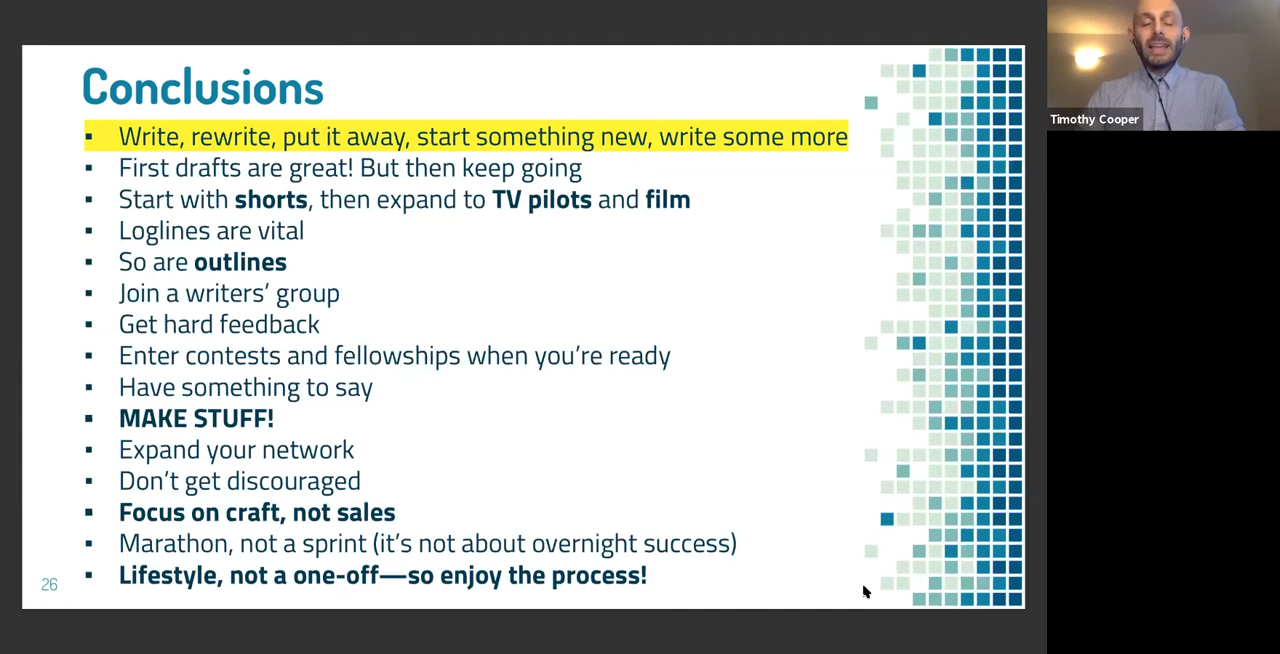 Conclusions
▪ Write, rewrite, put it away, start something new, write some more
▪ First drafts are great! But then keep going
▪ Start with shorts, then expand to TV pilots and film
▪ Loglines are vital
▪ So are outlines
▪ Join a writers’ group
▪ Get hard feedback
▪ Enter contests and fellowships when you’re ready
▪ Have something to say
▪ MAKE STUFF!
▪ Expand your network
▪ Don’t get discouraged
▪ Focus on craft, not sales
▪ Marathon, not a sprint (it’s not about overnight success)
▪ Lifestyle, not a one-off—so enjoy the process!
26
Timothy Cooper